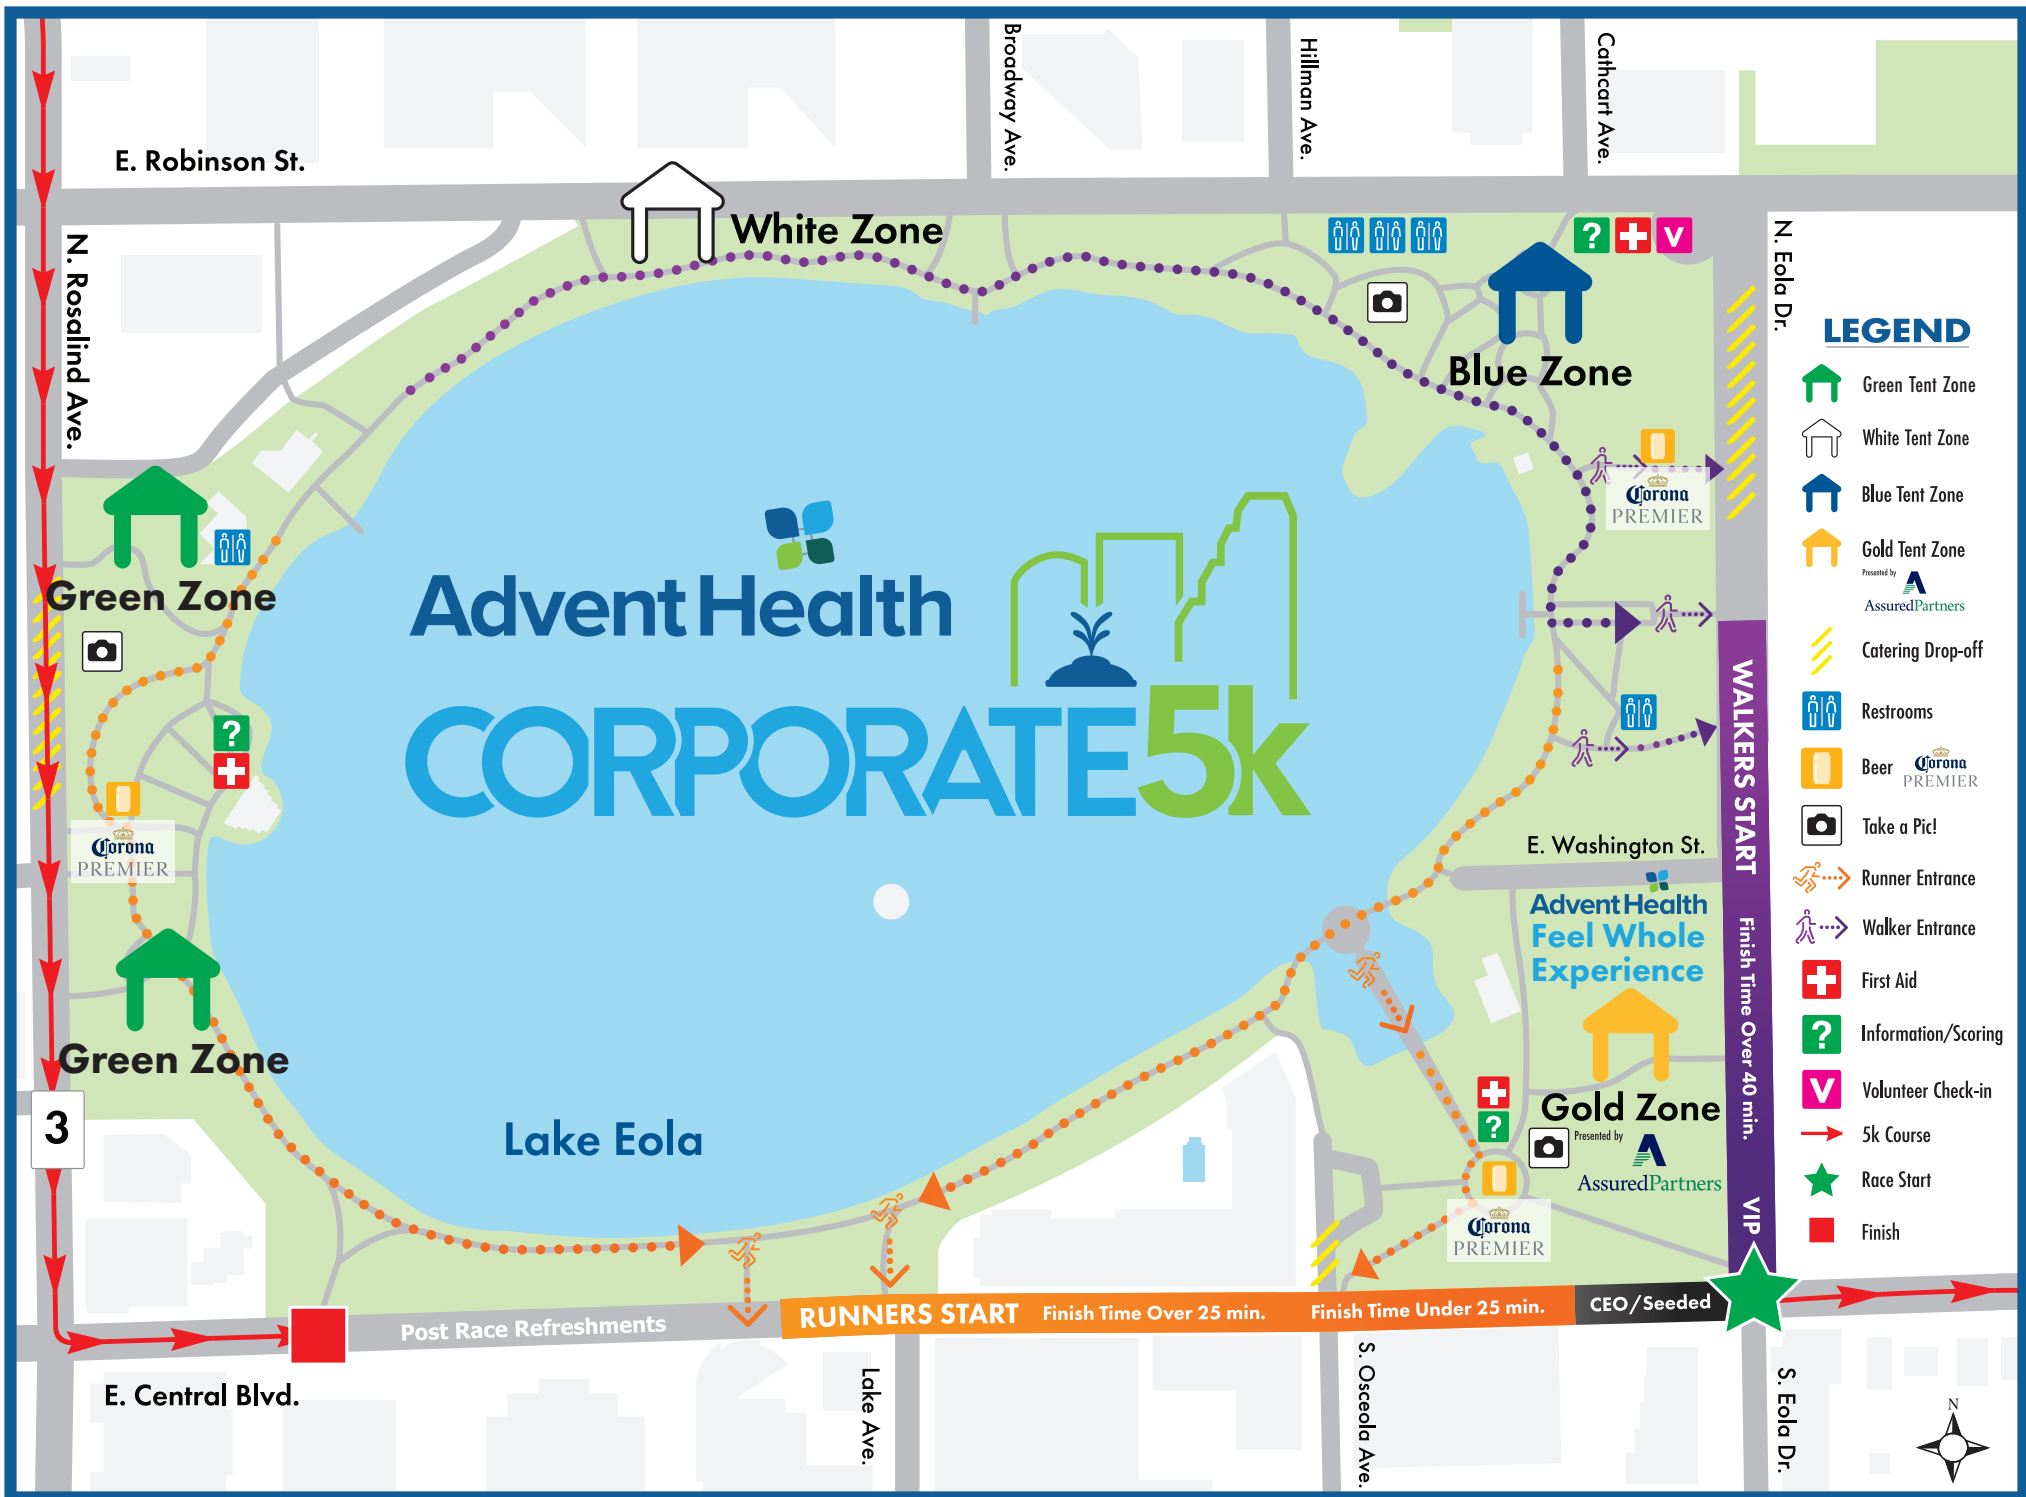 Broadway Ave.
Hillman Ave.
Cathcart Ave.
E. Robinson St.
White Zone
N. Rosalind Ave.
N. Eola Dr.
Blue Zone
Corona
PREMIER
Green Zone
AdventHealth
CORPORATE 5k
WALKERS START
Finish Time Over 40 min.
VIP
E. Washington St.
AdventHealth
Feel Whole
Experience
Corona
PREMIER
Green Zone
3
Lake Eola
Gold Zone
Presented by
AssuredPartners
Corona
PREMIER
Post Race Refreshments
RUNNERS START
Finish Time Over 25 min.
Finish Time Under 25 min.
CEO/Seeded
E. Central Blvd.
Lake Ave.
S. Osceola Ave.
S. Eola Dr.
N
LEGEND
Green Tent Zone
White Tent Zone
Blue Tent Zone
Gold Tent Zone
Presented by
AssuredPartners
Catering Drop-off
Restrooms
Beer
Corona
PREMIER
Take a Pic!
Runner Entrance
Walker Entrance
First Aid
? Information/Scoring
V Volunteer Check-in
5k Course
Race Start
Finish
?
V
?
?